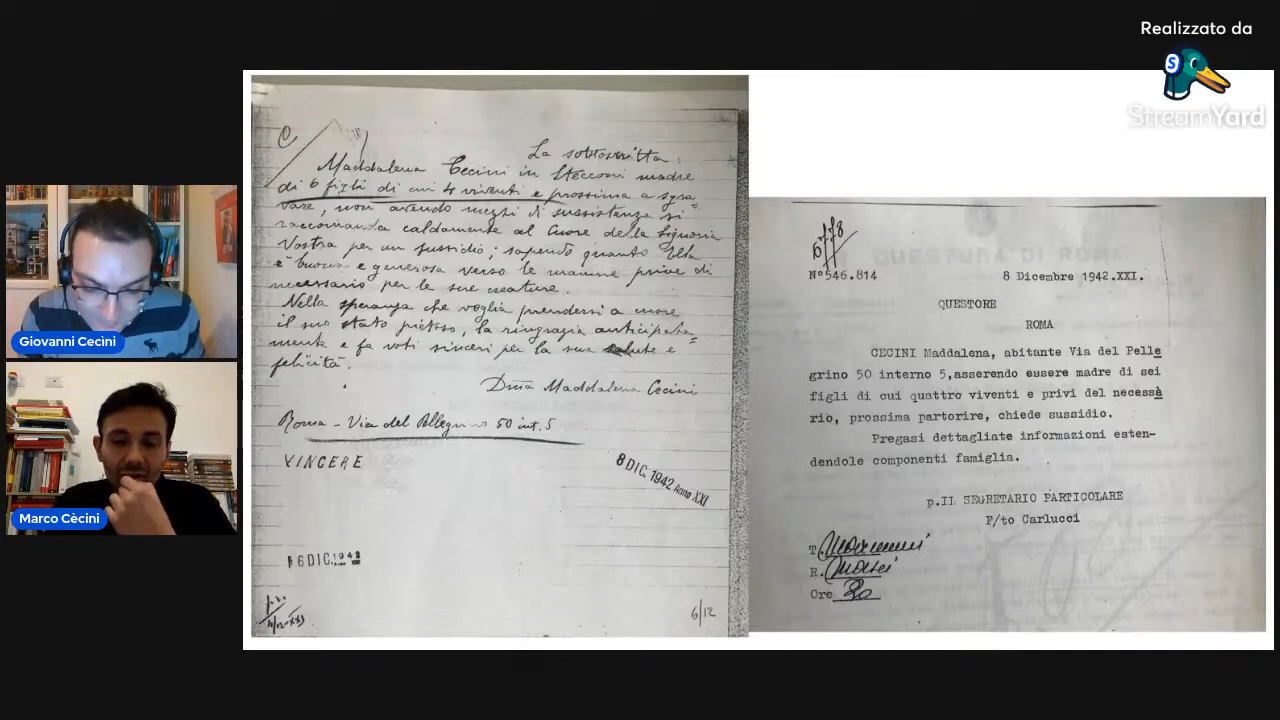 Realizzato da
StreamYard
Giovanni Cecini
Marco Cècini
La sottoscritta
Maddalena Cecini in Stecconi madre
di 6 figli di cui 4 viventi e prossima a sgra=
vare, non avendo mezzi di sussistenza si
raccomanda caldamente al Cuore della Signoria
Vostra per un sussidio; sapendo quanto Ella
è buona e generosa verso le mamme prive di
necessario per le sue creature.
Nella speranza che voglia prendersi a cuore
il suo stato pietoso, la ringrazia anticipata=
mente e fa voti sinceri per la sua salute e
felicità.
Maddalena Cecini
Roma - Via del Pellegrino 50 int. 5
VINCERE
8 DIC. 1942 Anno XXI
6 DIC. 1942
6/12
QUESTURA DI ROMA
N°546.814
8 Dicembre 1942.XXI.
QUESTORE
ROMA
CECINI Maddalena, abitante Via del Pelle
grino 50 interno 5,asserendo essere madre di sei
figli di cui quattro viventi e privi del necessà
rio, prossima partorire, chiede sussidio.
Pregasi dettagliate informazioni esten-
dendole componenti famiglia.
p.IL SEGRETARIO PARTICOLARE
F/to Carlucci
T.
R.
Ore 20